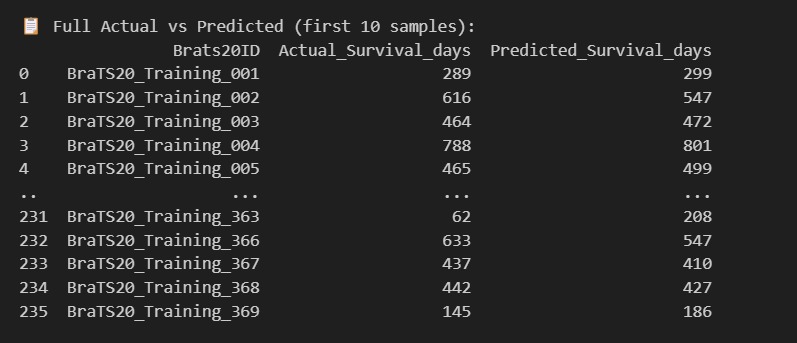 📋 Full Actual vs Predicted (first 10 samples):
Brats20ID Actual_Survival_days Predicted_Survival_days
0 BraTS20_Training_001 289 299
1 BraTS20_Training_002 616 547
2 BraTS20_Training_003 464 472
3 BraTS20_Training_004 788 801
4 BraTS20_Training_005 465 499
.. ... ... ...
231 BraTS20_Training_363 62 208
232 BraTS20_Training_366 633 547
233 BraTS20_Training_367 437 410
234 BraTS20_Training_368 442 427
235 BraTS20_Training_369 145 186